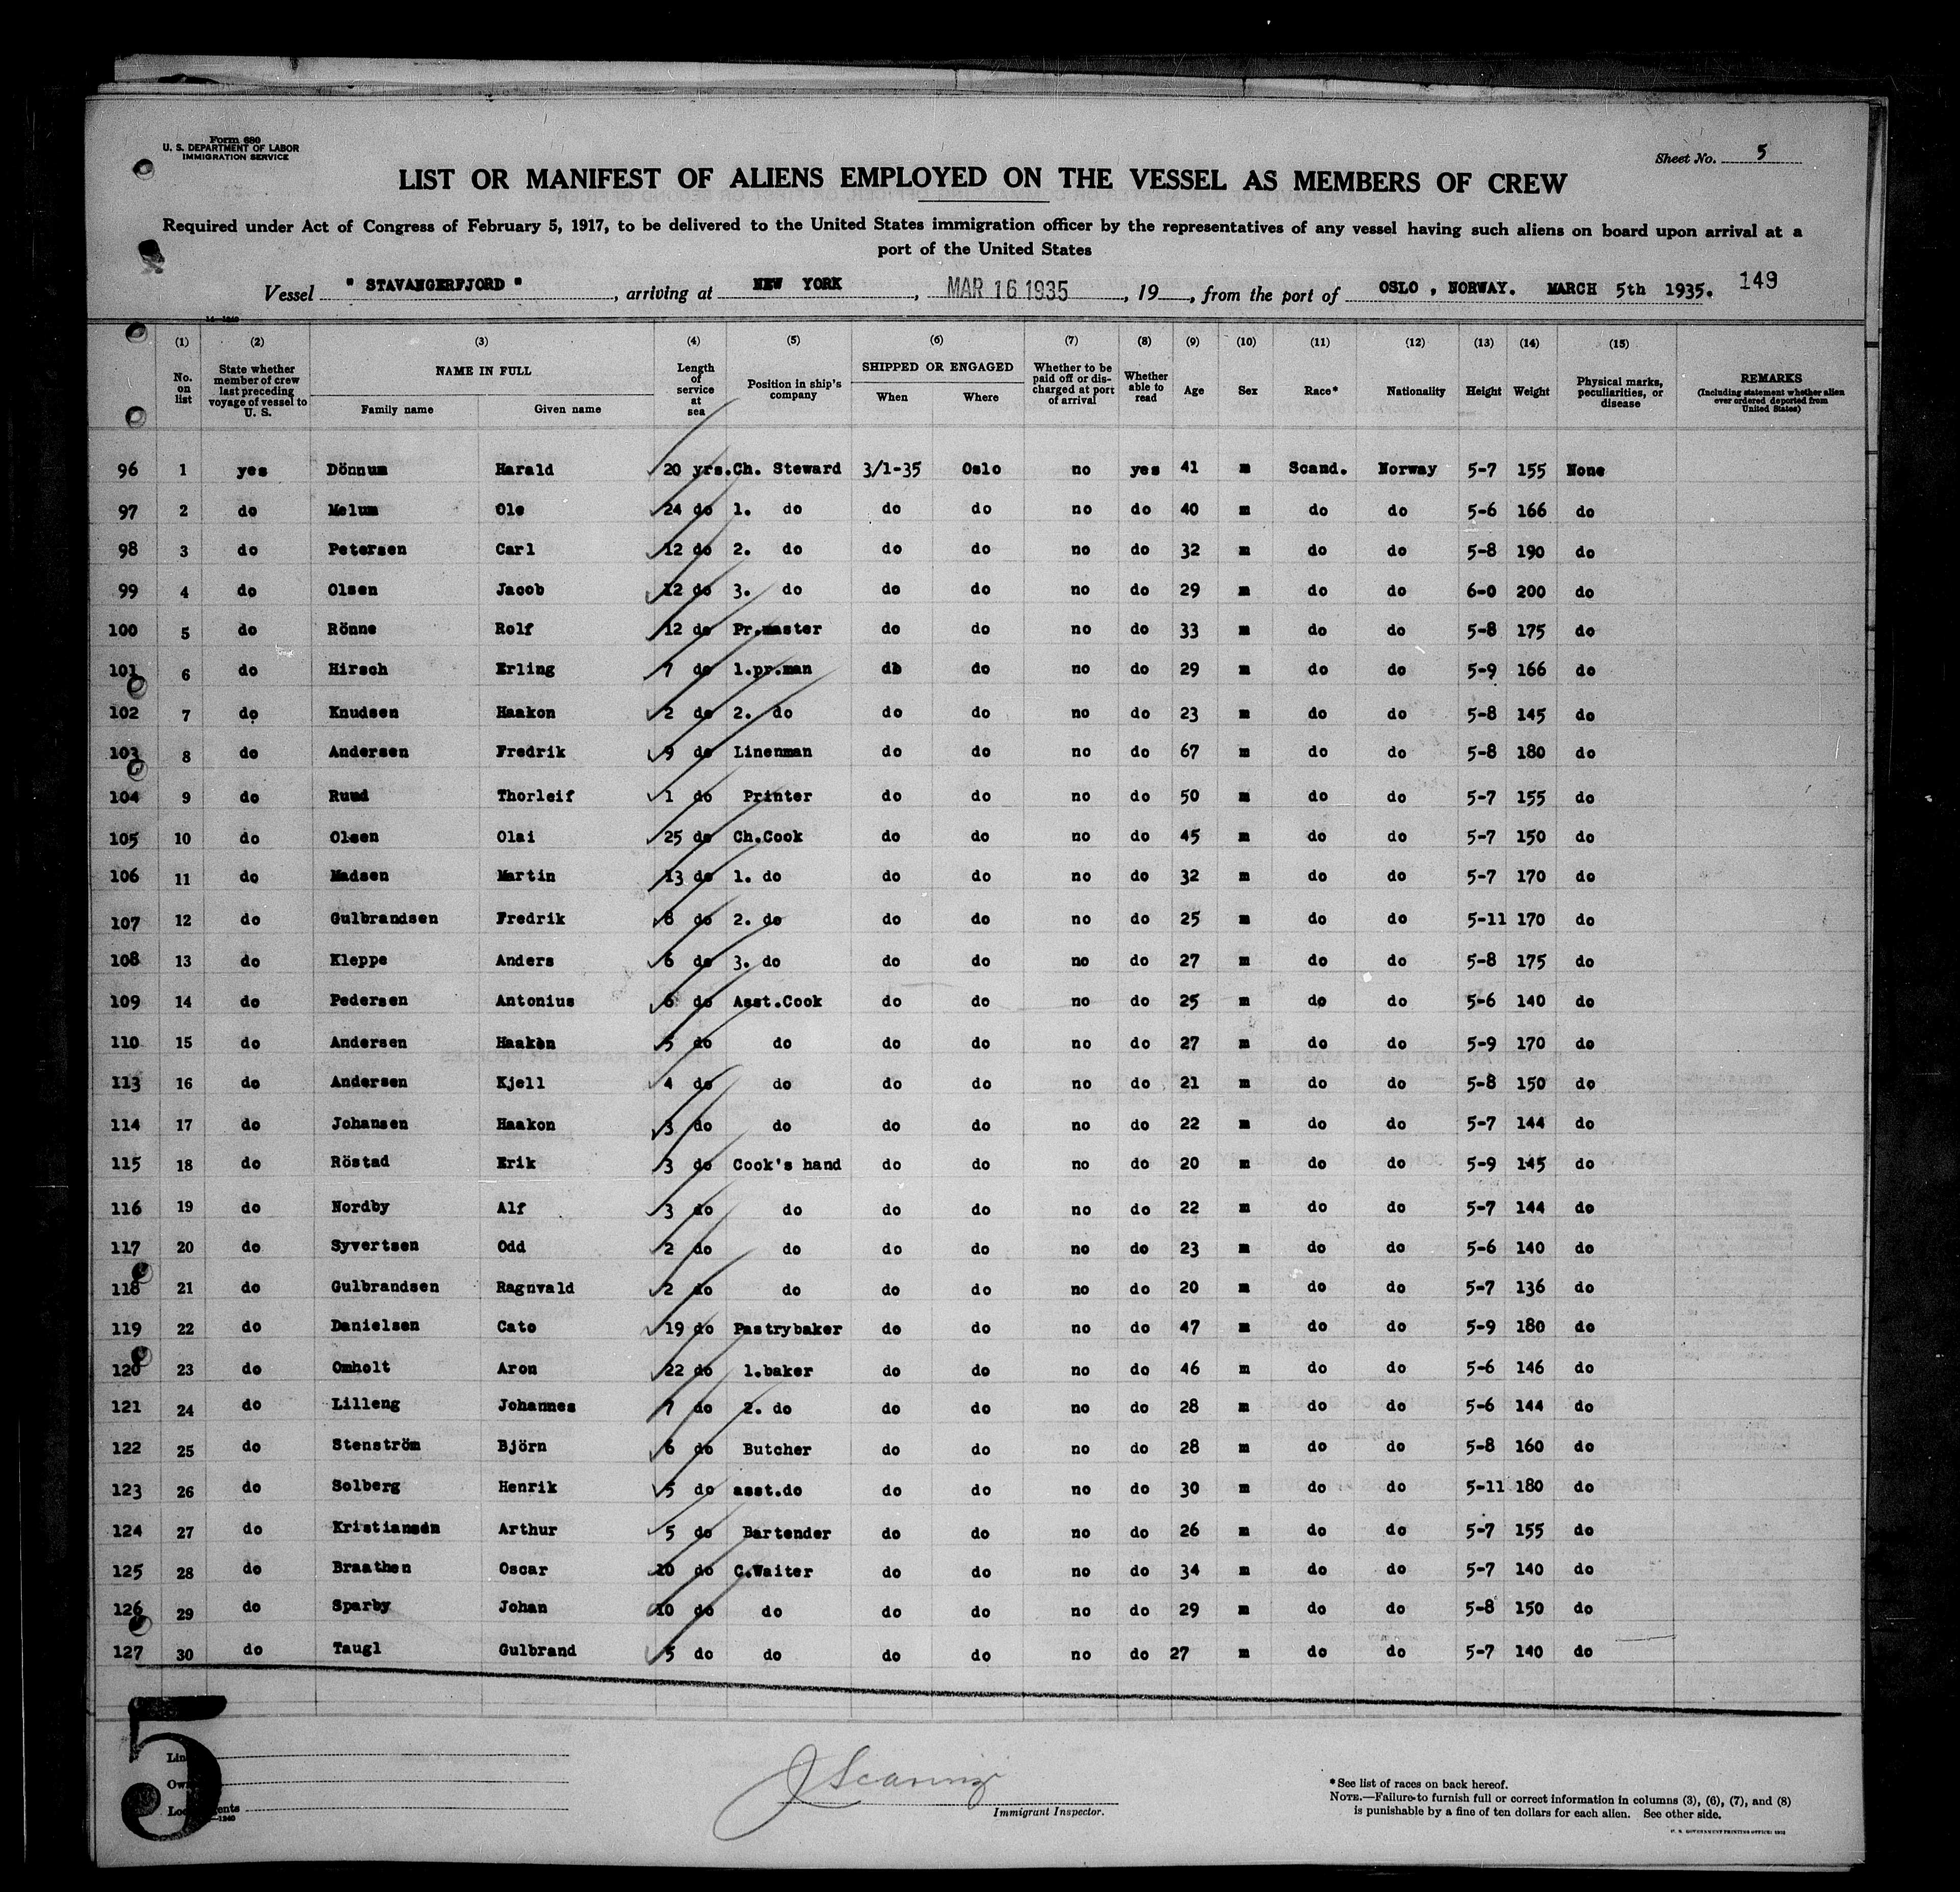 Form 680
U. S. DEPARTMENT OF LABOR
IMMIGRATION SERVICE
Sheet No. 5
LIST OR MANIFEST OF ALIENS EMPLOYED ON THE VESSEL AS MEMBERS OF CREW
Required under Act of Congress of February 5, 1917, to be delivered to the United States immigration officer by the representatives of any vessel having such aliens on board upon arrival at a
port of the United States
Vessel " STAVANGERFJORD ", arriving at NEW YORK, MAR 16 1935, 19, from the port of OSLO, NORWAY. MARCH 5th 1935. 149
(1) (2) (3) (4) (5) (6) (7) (8) (9) (10) (11) (12) (13) (14) (15)
No. on list State whether member of crew last preceding voyage of vessel to U. S. NAME IN FULL Family name Given name Length of service at sea Position in ship's company SHIPPED OR ENGAGED When Where Whether to be paid off or discharged at port of arrival Whether able to read Age Sex Race* Nationality Height Weight Physical marks, peculiarities, or disease REMARKS (Including statement whether alien ever ordered deported from United States)
96 1 yes Dönnum Harald 20 yrs. Ch. Steward 3/1-35 Oslo no yes 41 m Scand. Norway 5-7 155 None
97 2 do Melum Ole 24 do 1. do do do no do 40 m do do 5-6 166 do
98 3 do Petersen Carl 12 do 2. do do do no do 32 m do do 5-8 190 do
99 4 do Olsen Jacob 12 do 3. do do do no do 29 m do do 6-0 200 do
100 5 do Rönne Rolf 12 do Pr.master do do no do 33 m do do 5-8 175 do
101 6 do Hirsch Erling 7 do 1.pr.man do do no do 29 m do do 5-9 166 do
102 7 do Knudsen Haakon 2 do 2. do do do no do 23 m do do 5-8 145 do
103 8 do Andersen Fredrik 9 do Linenman do do no do 67 m do do 5-8 180 do
104 9 do Ruud Thorleif 1 do Printer do do no do 50 m do do 5-7 155 do
105 10 do Olsen Olai 25 do Ch.Cook do do no do 45 m do do 5-7 150 do
106 11 do Madsen Martin 13 do 1. do do do no do 32 m do do 5-7 170 do
107 12 do Gulbrandsen Fredrik 8 do 2. do do do no do 25 m do do 5-11 170 do
108 13 do Kleppe Anders 6 do 3. do do do no do 27 m do do 5-8 175 do
109 14 do Pedersen Antonius 6 do Asst.Cook do do no do 25 m do do 5-6 140 do
110 15 do Andersen Haakon 5 do do do do no do 27 m do do 5-9 170 do
113 16 do Andersen Kjell 4 do do do do no do 21 m do do 5-8 150 do
114 17 do Johansen Haakon 3 do do do do no do 22 m do do 5-7 144 do
115 18 do Röstad Erik 3 do Cook's hand do do no do 20 m do do 5-9 145 do
116 19 do Nordby Alf 3 do do do do no do 22 m do do 5-7 144 do
117 20 do Syvertsen Odd 2 do do do do no do 23 m do do 5-6 140 do
118 21 do Gulbrandsen Ragnvald 2 do do do do no do 20 m do do 5-7 136 do
119 22 do Danielsen Cato 19 do Pastrybaker do do no do 47 m do do 5-9 180 do
120 23 do Omholt Aron 22 do 1.baker do do no do 46 m do do 5-6 146 do
121 24 do Lilleng Johannes 7 do 2. do do do no do 28 m do do 5-6 144 do
122 25 do Stenström Björn 6 do Butcher do do no do 28 m do do 5-8 160 do
123 26 do Solberg Henrik 5 do asst.do do do no do 30 m do do 5-11 180 do
124 27 do Kristiansen Arthur 5 do Bartender do do no do 26 m do do 5-7 155 do
125 28 do Braathen Oscar 10 do C.Waiter do do no do 34 m do do 5-7 140 do
126 29 do Sparby Johan 10 do do do do no do 29 m do do 5-8 150 do
127 30 do Taugl Gulbrand 5 do do do do no do 27 m do do 5-7 140 do
5
Immigrant Inspector.
*See list of races on back hereof.
NOTE.—Failure to furnish full or correct information in columns (3), (6), (7), and (8)
is punishable by a fine of ten dollars for each alien. See other side.